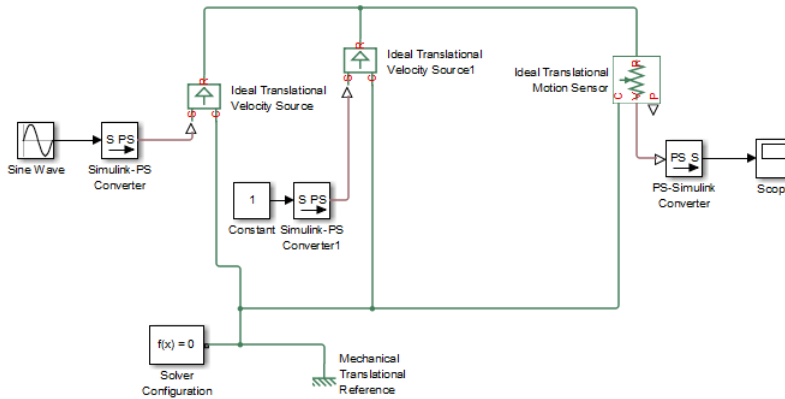 Ideal Translational
Velocity Source1
R
S
C
Ideal Translational
Velocity Source
R
S
C
Ideal Translational
Motion Sensor
R
C
V
P
Sine Wave
S PS
Simulink-PS
Converter
1
Constant
S PS
Simulink-PS
Converter1
PS S
PS-Simulink
Converter
Scop
f(x) = 0
Solver
Configuration
Mechanical
Translational
Reference